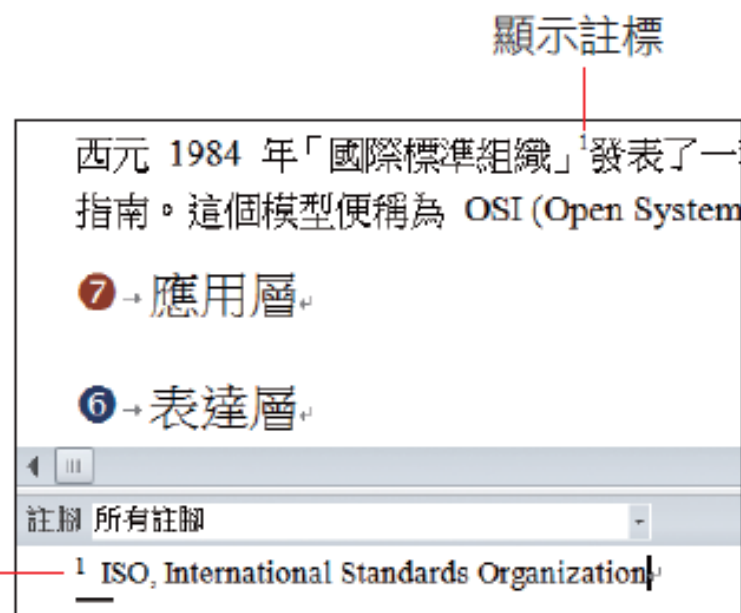 顯示註標
西元 1984 年「國際標準組織」1發表了一
指南。這個模型便稱為 OSI (Open System
7→應用層↵
6→表達層↵
註腳 所有註腳
1 ISO, International Standards Organization↵